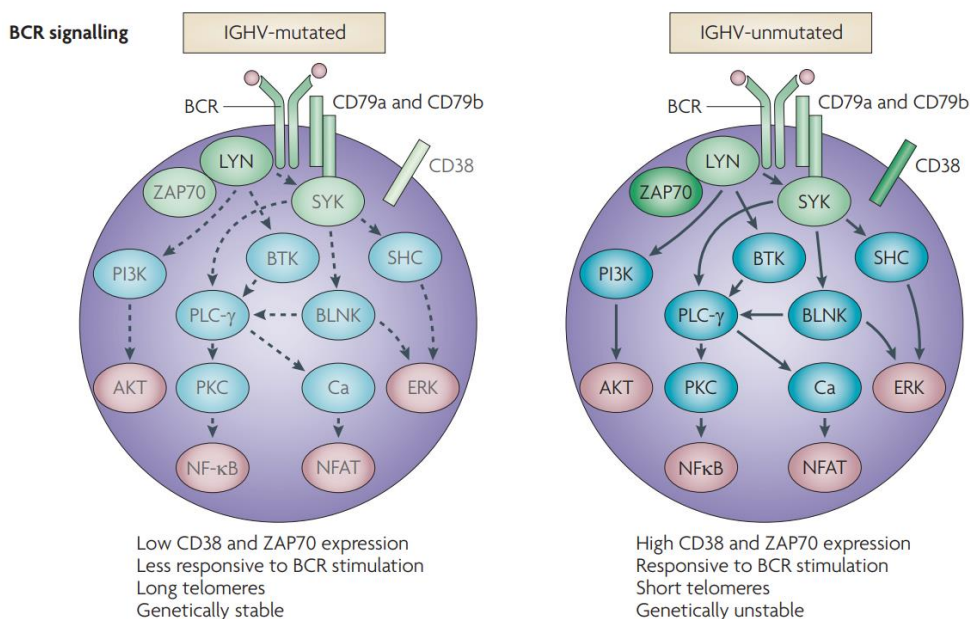 BCR signalling
IGHV-mutated
BCR
CD79a and CD79b
LYN
CD38
ZAP70
SYK
BTK
SHC
PI3K
PLC-γ
BLNK
AKT
PKC
Ca
ERK
NF-κB
NFAT
Low CD38 and ZAP70 expression
Less responsive to BCR stimulation
Long telomeres
Genetically stable
IGHV-unmutated
BCR
CD79a and CD79b
LYN
CD38
ZAP70
SYK
BTK
SHC
PI3K
PLC-γ
BLNK
AKT
PKC
Ca
ERK
NFκB
NFAT
High CD38 and ZAP70 expression
Responsive to BCR stimulation
Short telomeres
Genetically unstable